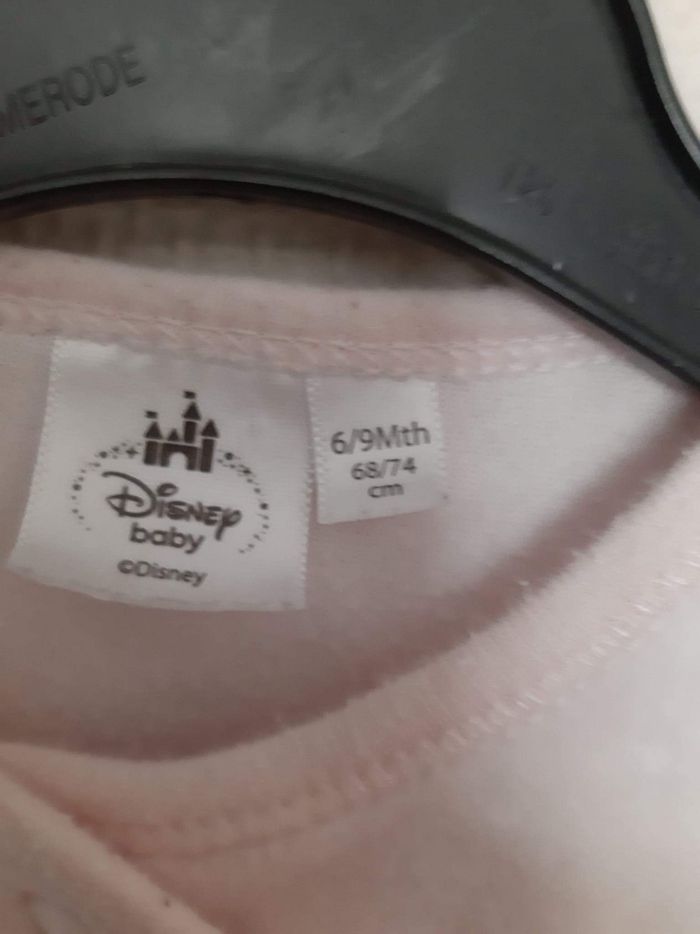 MERODE
Disney
baby
©Disney
6/9Mth
68/74
cm